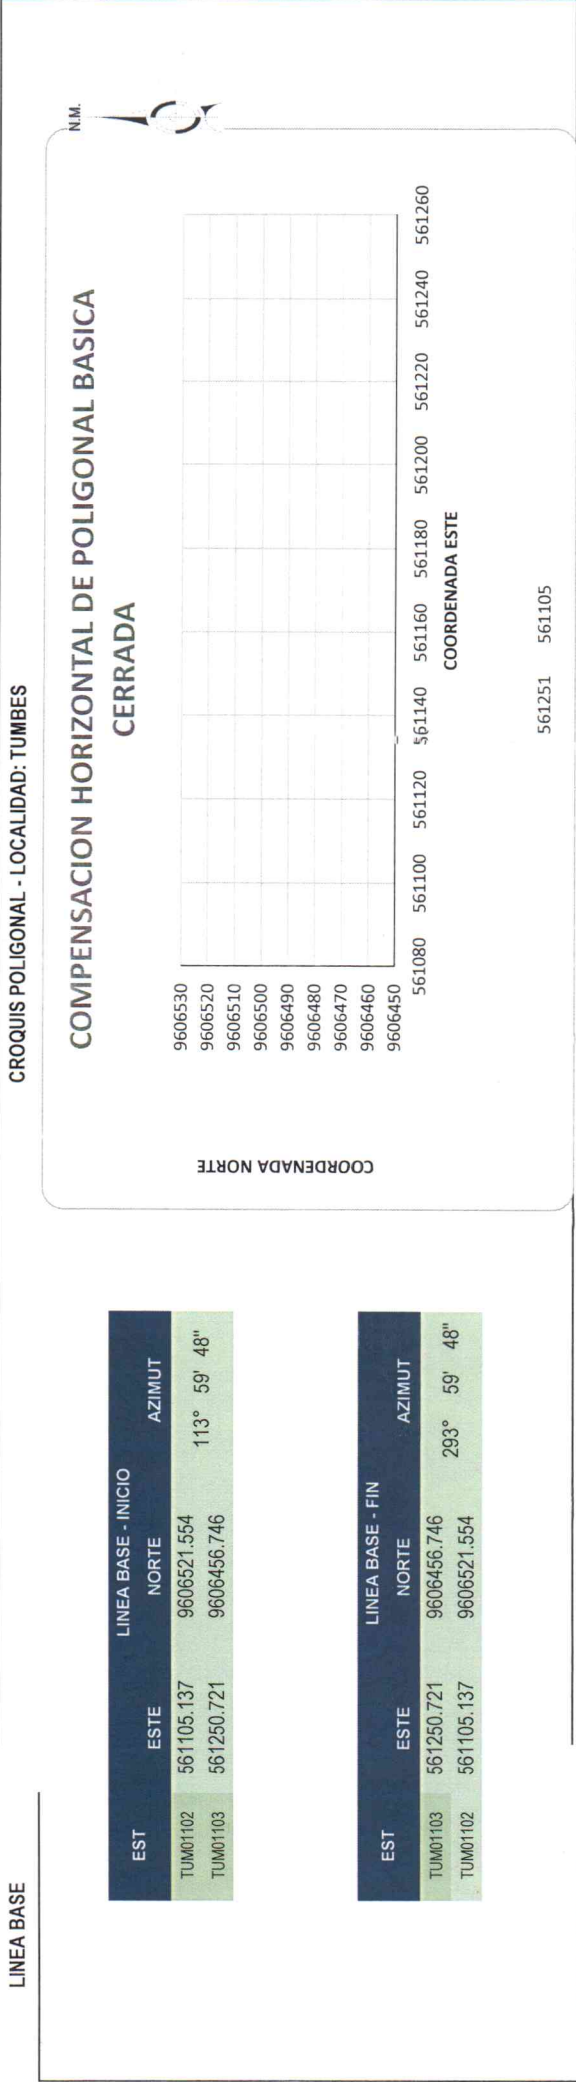 LINEA BASE
CROQUIS POLIGONAL - LOCALIDAD: TUMBES
LINEA BASE - INICIO
EST ESTE NORTE AZIMUT
TUM01102 561105.137 9606521.554
TUM01103 561250.721 9606456.746
113° 59' 48"
LINEA BASE - FIN
EST ESTE NORTE AZIMUT
TUM01103 561250.721 9606456.746
293° 59' 48"
TUM01102 561105.137 9606521.554
N.M.
COMPENSACION HORIZONTAL DE POLIGONAL BASICA
CERRADA
COORDENADA NORTE
9606530
9606520
9606510
9606500
9606490
9606480
9606470
9606460
9606450
561080 561100 561120 561140 561160 561180 561200 561220 561240 561260
COORDENADA ESTE
561251 561105